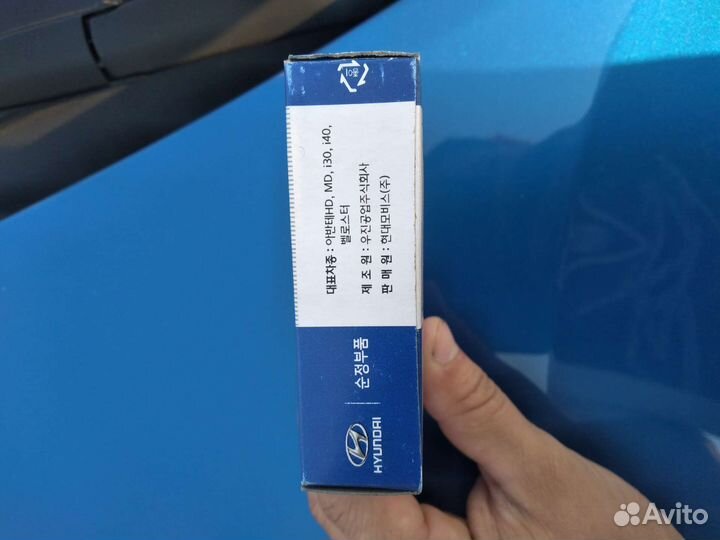 대표차종 : 아반테HD, MD, i30, i40,
벨로스터
제 조 원 : 우진공업주식회사
판 매 원 : 현대모비스(주)
순정부품
HYUNDAI
Avito